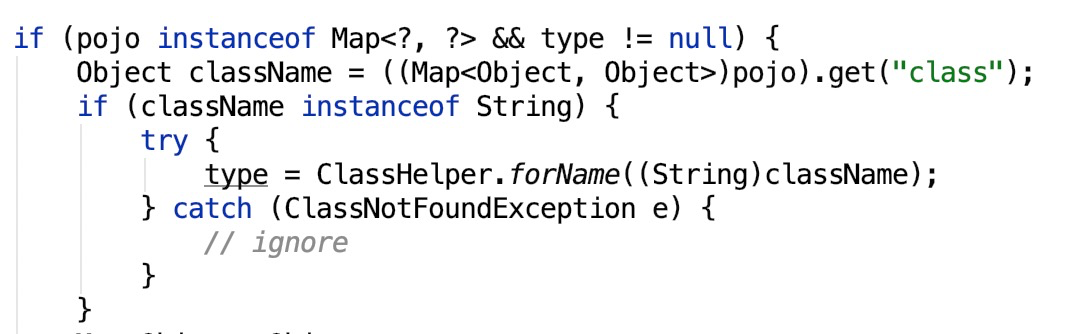 if (pojo instanceof Map<?, ?> && type != null) {
Object className = ((Map<Object, Object>)pojo).get("class");
if (className instanceof String) {
try {
type = ClassHelper.forName((String)className);
} catch (ClassNotFoundException e) {
// ignore
}
}